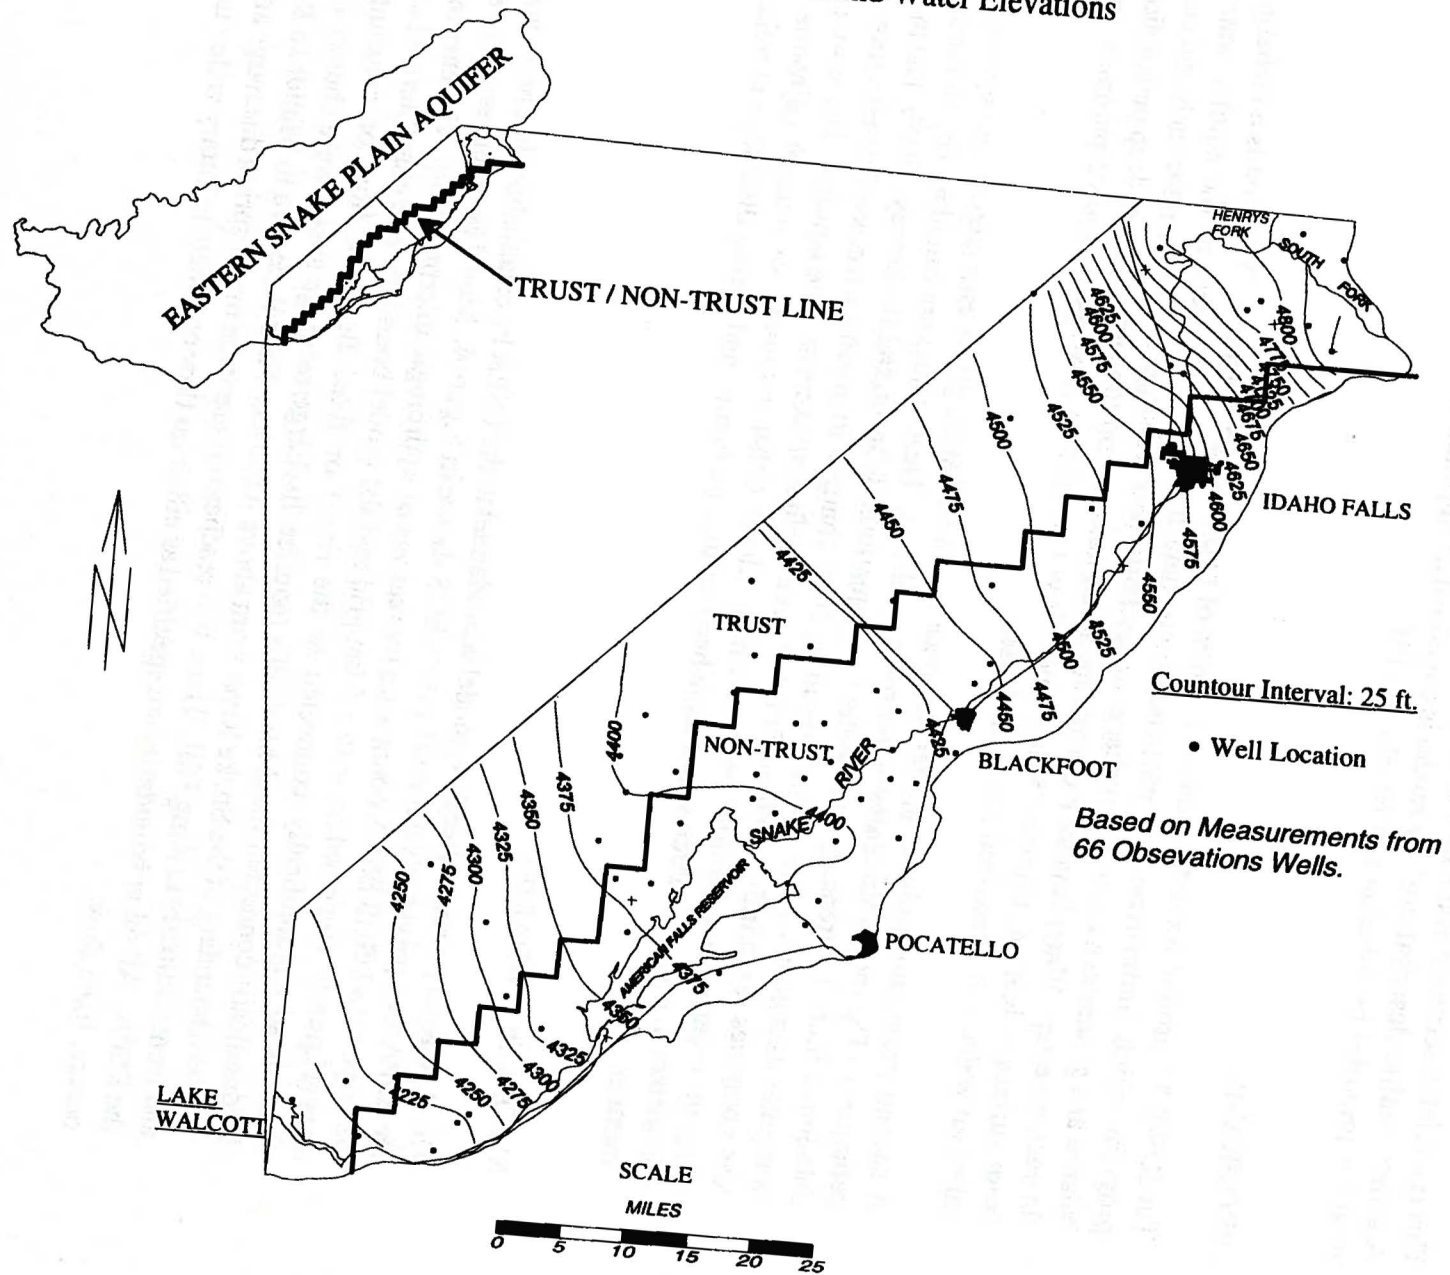 Water Elevations
EASTERN SNAKE PLAIN AQUIFER
TRUST / NON-TRUST LINE
HENRYS
FORK
SOUTH
FORK
4800
4775
4675
4650
4625
4600
4575
4550
4625
4600
4575
4550
4525
4500
4475
4450
4425
IDAHO FALLS
TRUST
NON-TRUST
4525
4500
4475
4450
4425
Countour Interval: 25 ft.
• Well Location
BLACKFOOT
Based on Measurements from
66 Obsevations Wells.
SNAKE RIVER
4400
4400
4375
4350
4325
4300
4275
4250
AMERICAN FALLS RESERVOIR
POCATELLO
4375
4350
4325
4300
4275
4250
4225
LAKE
WALCOTT
N
SCALE
MILES
0 5 10 15 20 25